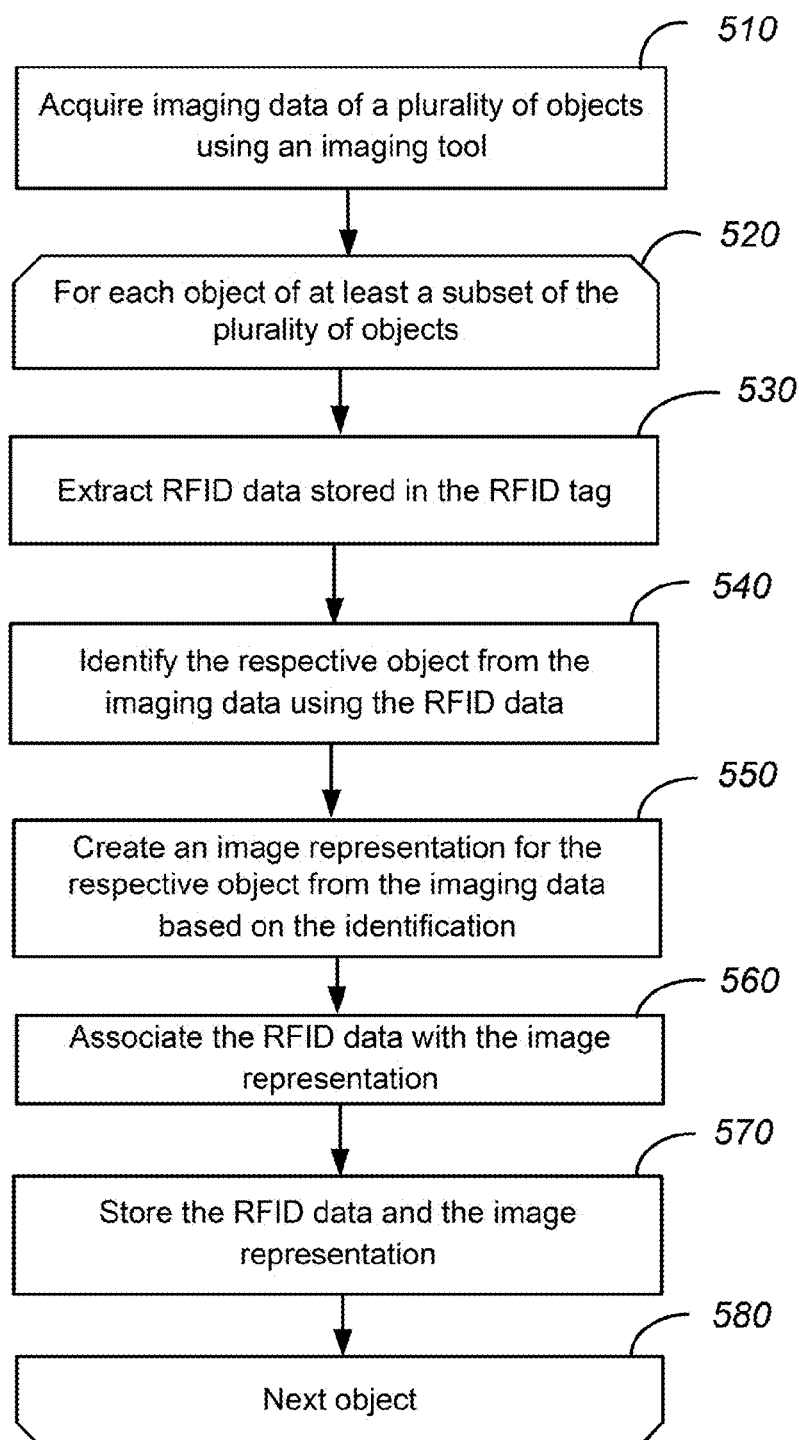 510
Acquire imaging data of a plurality of objects
using an imaging tool
520
For each object of at least a subset of the
plurality of objects
530
Extract RFID data stored in the RFID tag
540
Identify the respective object from the
imaging data using the RFID data
550
Create an image representation for the
respective object from the imaging data
based on the identification
560
Associate the RFID data with the image
representation
570
Store the RFID data and the image
representation
580
Next object